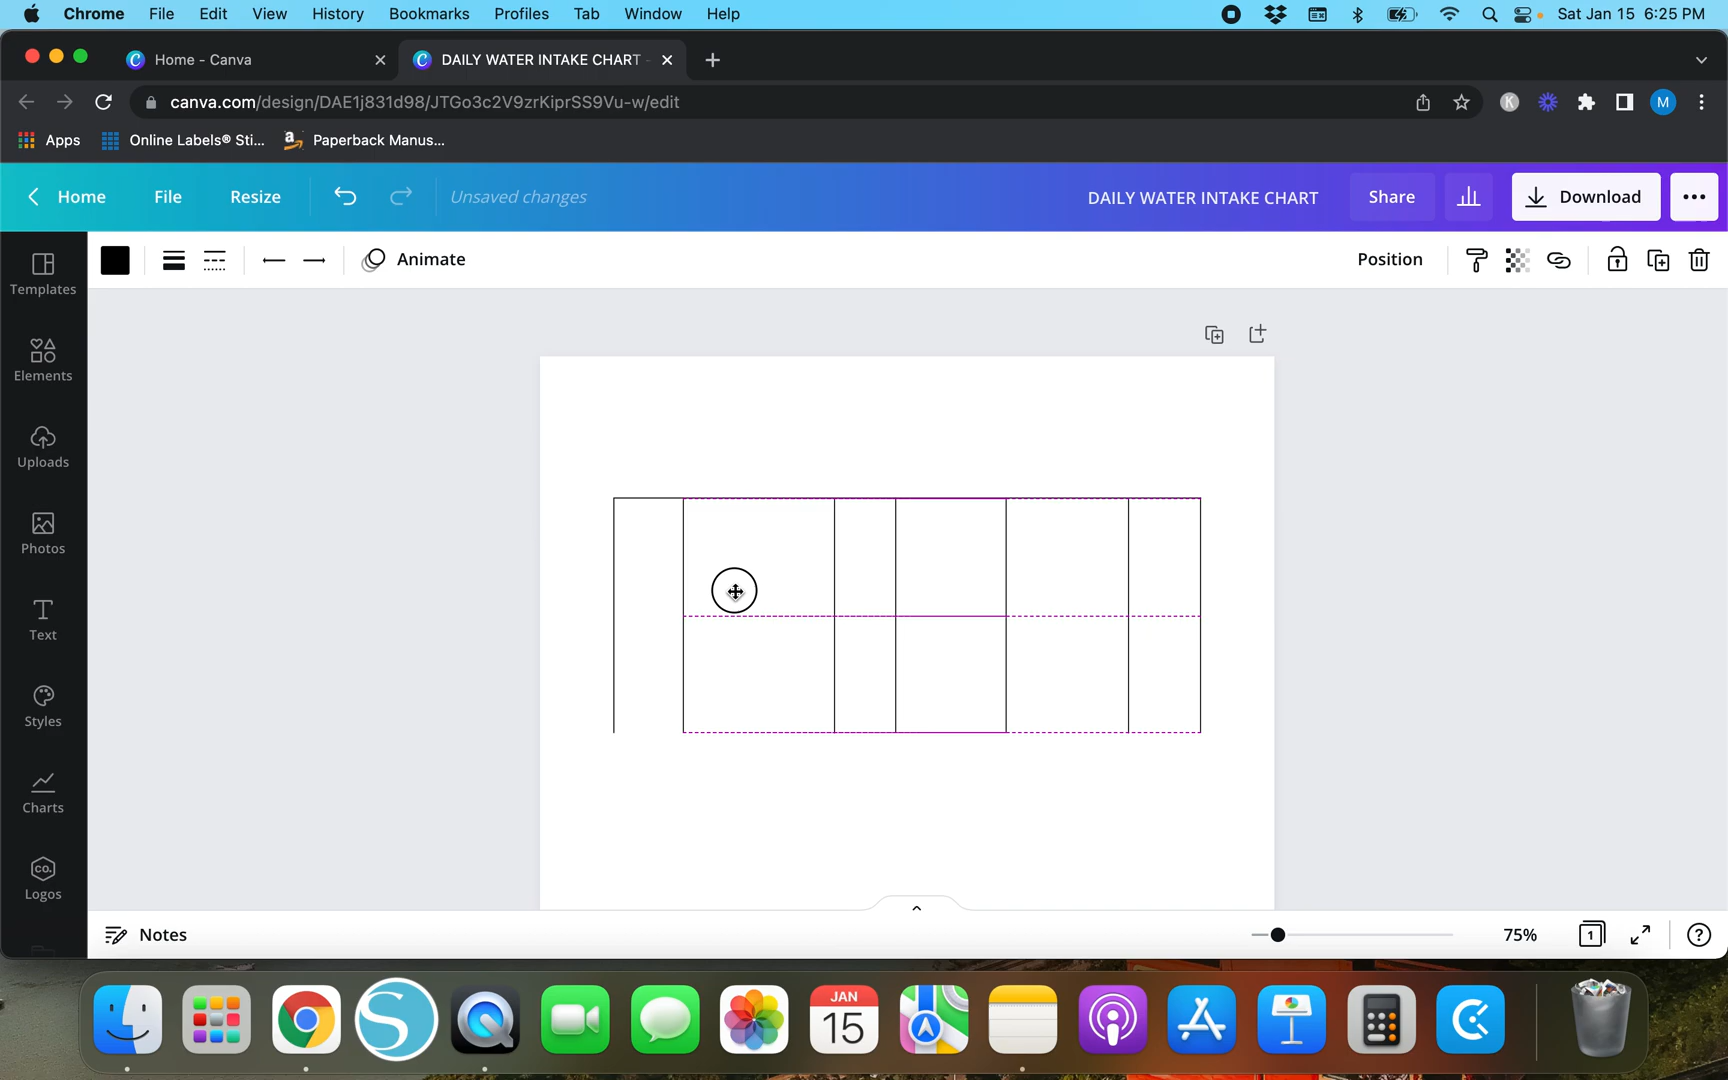 Chrome File Edit View History Bookmarks Profiles Tab Window Help Sat Jan 15 6:25 PM
Home - Canva DAILY WATER INTAKE CHART -
canva.com/design/DAE1j831d98/JTGo3c2V9zrKiprSS9Vu-w/edit K M
Apps Online Labels® Sti... a Paperback Manus...
Home File Resize Unsaved changes DAILY WATER INTAKE CHART Share Download
Animate Position
Templates
Elements
Uploads
Photos
Text
Styles
Charts
CO.
Logos
Notes 75% 1 ?
S JAN
15